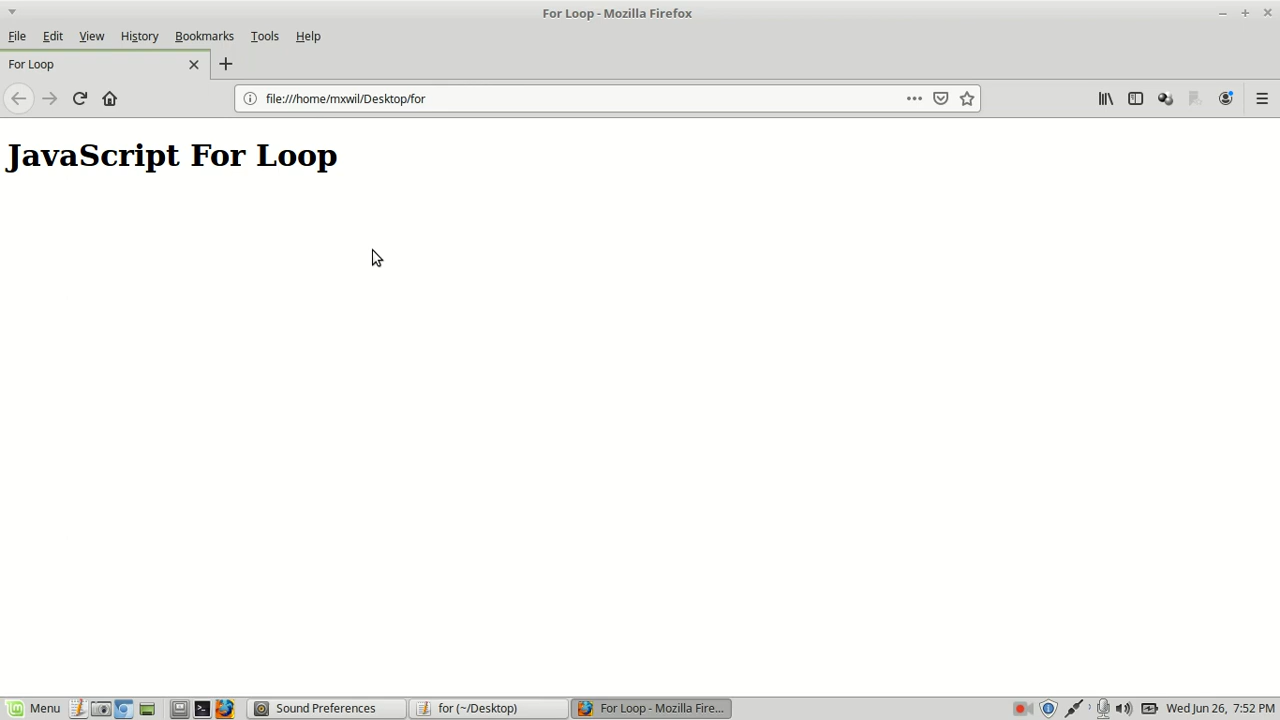 For Loop - Mozilla Firefox
File Edit View History Bookmarks Tools Help
For Loop
file:///home/mxwil/Desktop/for
JavaScript For Loop
Menu Sound Preferences for (~/Desktop) For Loop - Mozilla Fire... Wed Jun 26, 7:52 PM